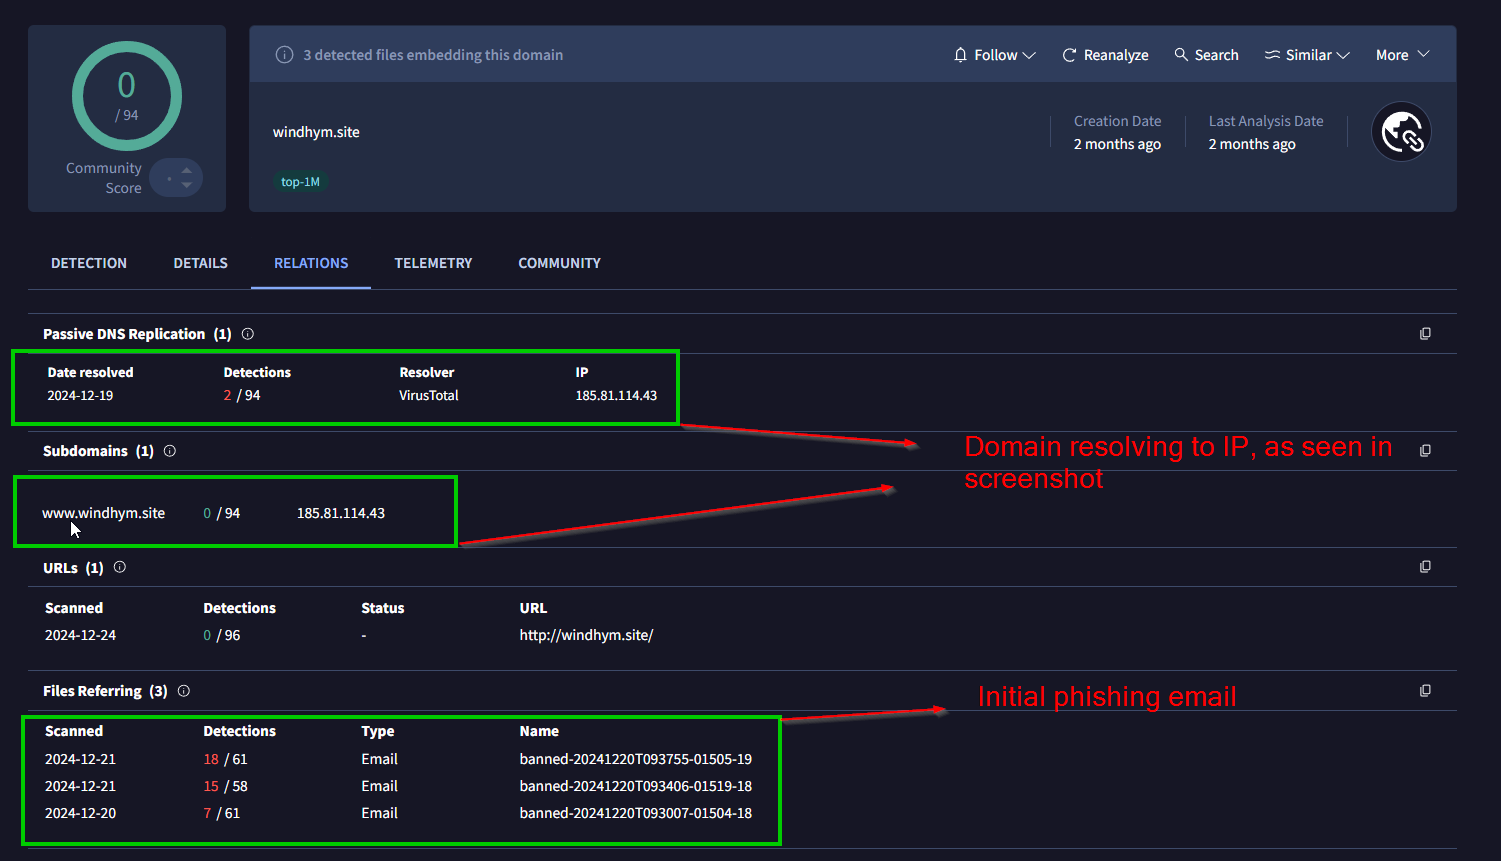 0
/ 94
Community
Score
3 detected files embedding this domain
Follow
Reanalyze
Search
Similar
More
windhym.site
top-1M
Creation Date
2 months ago
Last Analysis Date
2 months ago
DETECTION
DETAILS
RELATIONS
TELEMETRY
COMMUNITY
Passive DNS Replication (1)
Date resolved Detections Resolver IP
2024-12-19 2 / 94 VirusTotal 185.81.114.43
Domain resolving to IP, as seen in
screenshot
Subdomains (1)
www.windhym.site 0 / 94 185.81.114.43
URLs (1)
Scanned Detections Status URL
2024-12-24 0 / 96 - http://windhym.site/
Files Referring (3)
Initial phishing email
Scanned Detections Type Name
2024-12-21 18 / 61 Email banned-20241220T093755-01505-19
2024-12-21 15 / 58 Email banned-20241220T093406-01519-18
2024-12-20 7 / 61 Email banned-20241220T093007-01504-18